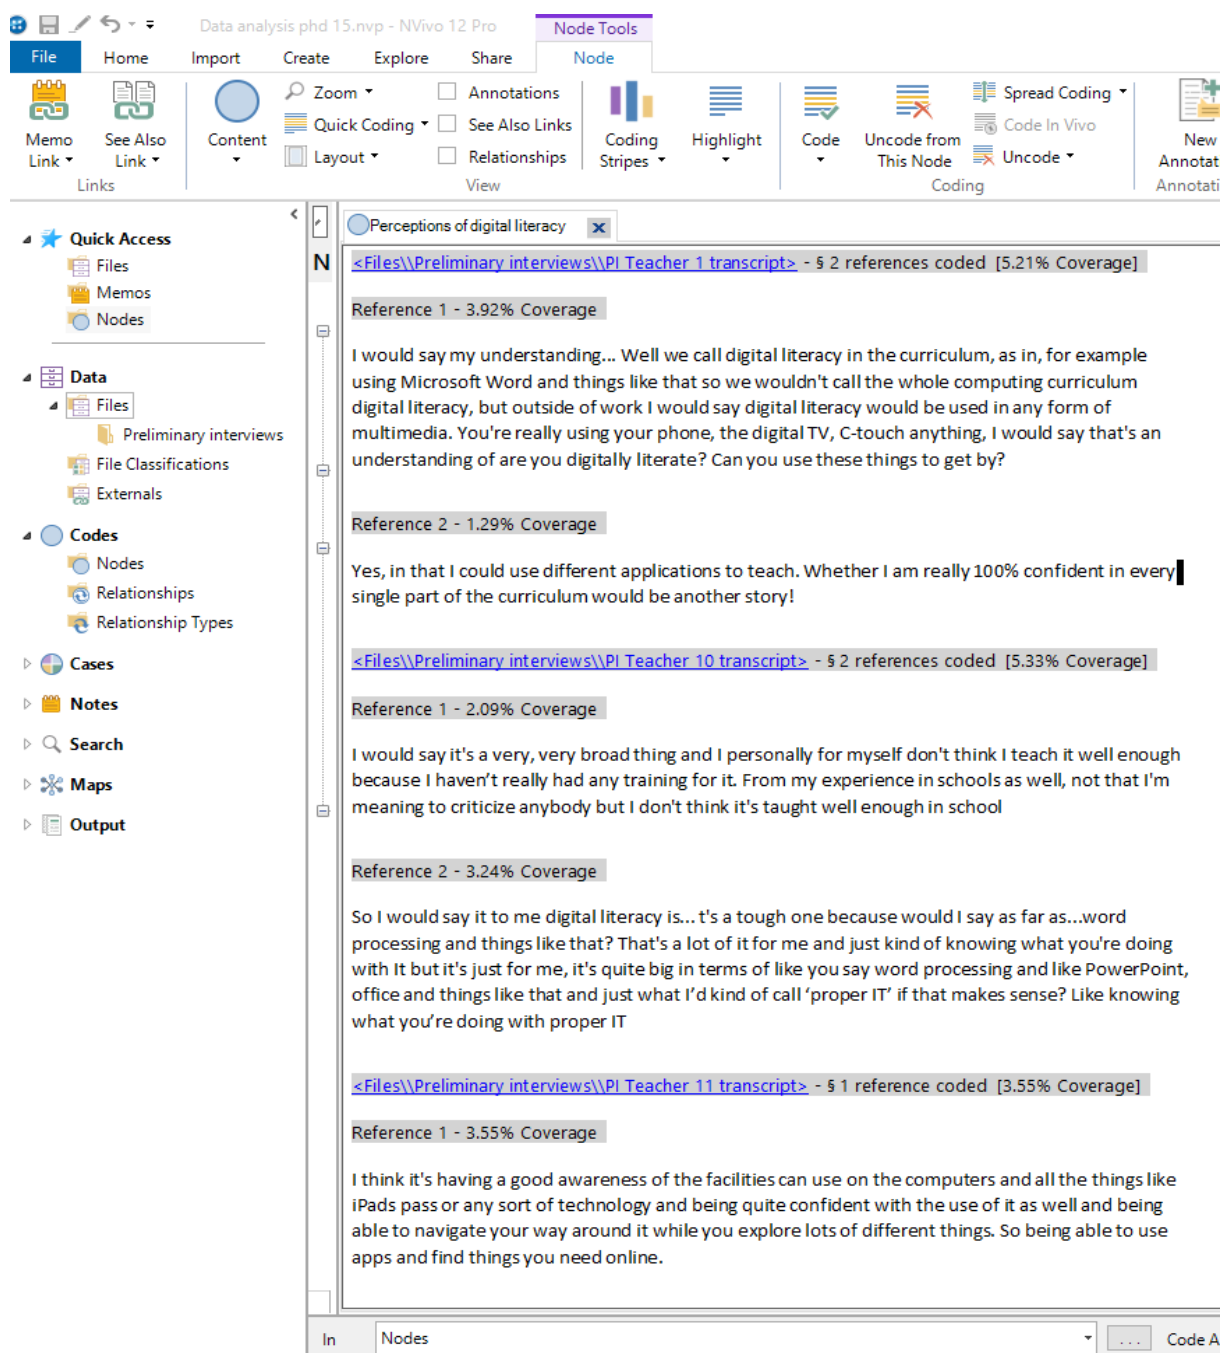 Data analysis phd 15.nvp - NVivo 12 Pro
Node Tools
File Home Import Create Explore Share Node
Memo Link
See Also Link
Content
Zoom
Quick Coding
Layout
Annotations
See Also Links
Relationships
Coding Stripes
Highlight
Code
Uncode from This Node
Spread Coding
Code In Vivo
Uncode
New Annotat
Links
View
Coding
Annotati
Quick Access
Files
Memos
Nodes
Data
Files
Preliminary interviews
File Classifications
Externals
Codes
Nodes
Relationships
Relationship Types
Cases
Notes
Search
Maps
Output
N
Perceptions of digital literacy
<Files\\Preliminary interviews\\PI Teacher 1 transcript> - § 2 references coded [5.21% Coverage]
Reference 1 - 3.92% Coverage
I would say my understanding... Well we call digital literacy in the curriculum, as in, for example
using Microsoft Word and things like that so we wouldn't call the whole computing curriculum
digital literacy, but outside of work I would say digital literacy would be used in any form of
multimedia. You're really using your phone, the digital TV, C-touch anything, I would say that's an
understanding of are you digitally literate? Can you use these things to get by?
Reference 2 - 1.29% Coverage
Yes, in that I could use different applications to teach. Whether I am really 100% confident in every
single part of the curriculum would be another story!
<Files\\Preliminary interviews\\PI Teacher 10 transcript> - § 2 references coded [5.33% Coverage]
Reference 1 - 2.09% Coverage
I would say it's a very, very broad thing and I personally for myself don't think I teach it well enough
because I haven't really had any training for it. From my experience in schools as well, not that I'm
meaning to criticize anybody but I don't think it's taught well enough in school
Reference 2 - 3.24% Coverage
So I would say it to me digital literacy is... t's a tough one because would I say as far as...word
processing and things like that? That's a lot of it for me and just kind of knowing what you're doing
with It but it's just for me, it's quite big in terms of like you say word processing and like PowerPoint,
office and things like that and just what I'd kind of call 'proper IT' if that makes sense? Like knowing
what you're doing with proper IT
<Files\\Preliminary interviews\\PI Teacher 11 transcript> - § 1 reference coded [3.55% Coverage]
Reference 1 - 3.55% Coverage
I think it's having a good awareness of the facilities can use on the computers and all the things like
iPads pass or any sort of technology and being quite confident with the use of it as well and being
able to navigate your way around it while you explore lots of different things. So being able to use
apps and find things you need online.
In Nodes ... Code A